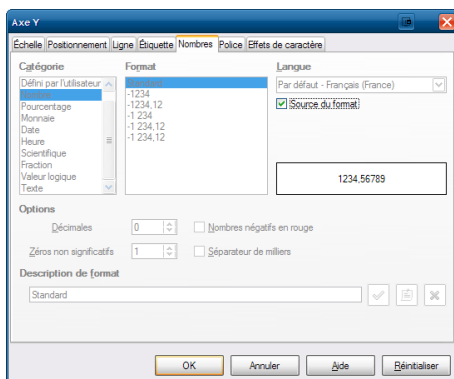 Axe Y
Échelle Positionnement Ligne Étiquette Nombres Police Effets de caractère
Catégorie
Format
Langue
Défini par l'utilisateur
Pourcentage
Monnaie
Date
Heure
Scientifique
Fraction
Valeur logique
Texte
Standard
-1234
-1234,12
-1 234
-1 234,12
-1 234,12
Par défaut - Français (France)
Source du format
1234,56789
Options
Décimales
0
Nombres négatifs en rouge
Zéros non significatifs
1
Séparateur de milliers
Description de format
Standard
OK
Annuler
Aide
Réinitialiser